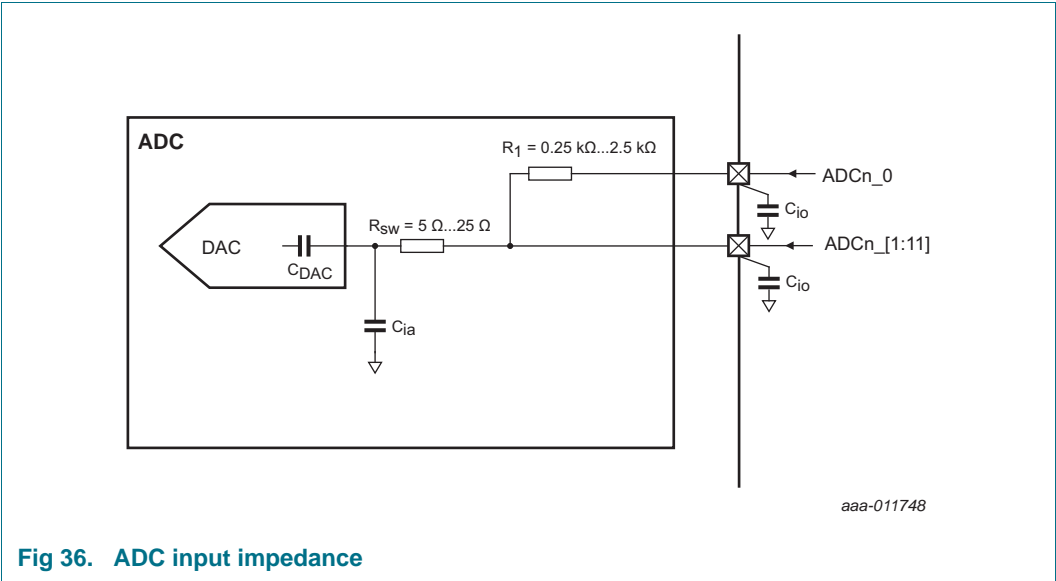 ADC
R1 = 0.25 kΩ...2.5 kΩ
ADCn_0
Cio
Rsw = 5 Ω...25 Ω
DAC
CDAC
ADCn_[1:11]
Cio
Cia
aaa-011748
Fig 36. ADC input impedance